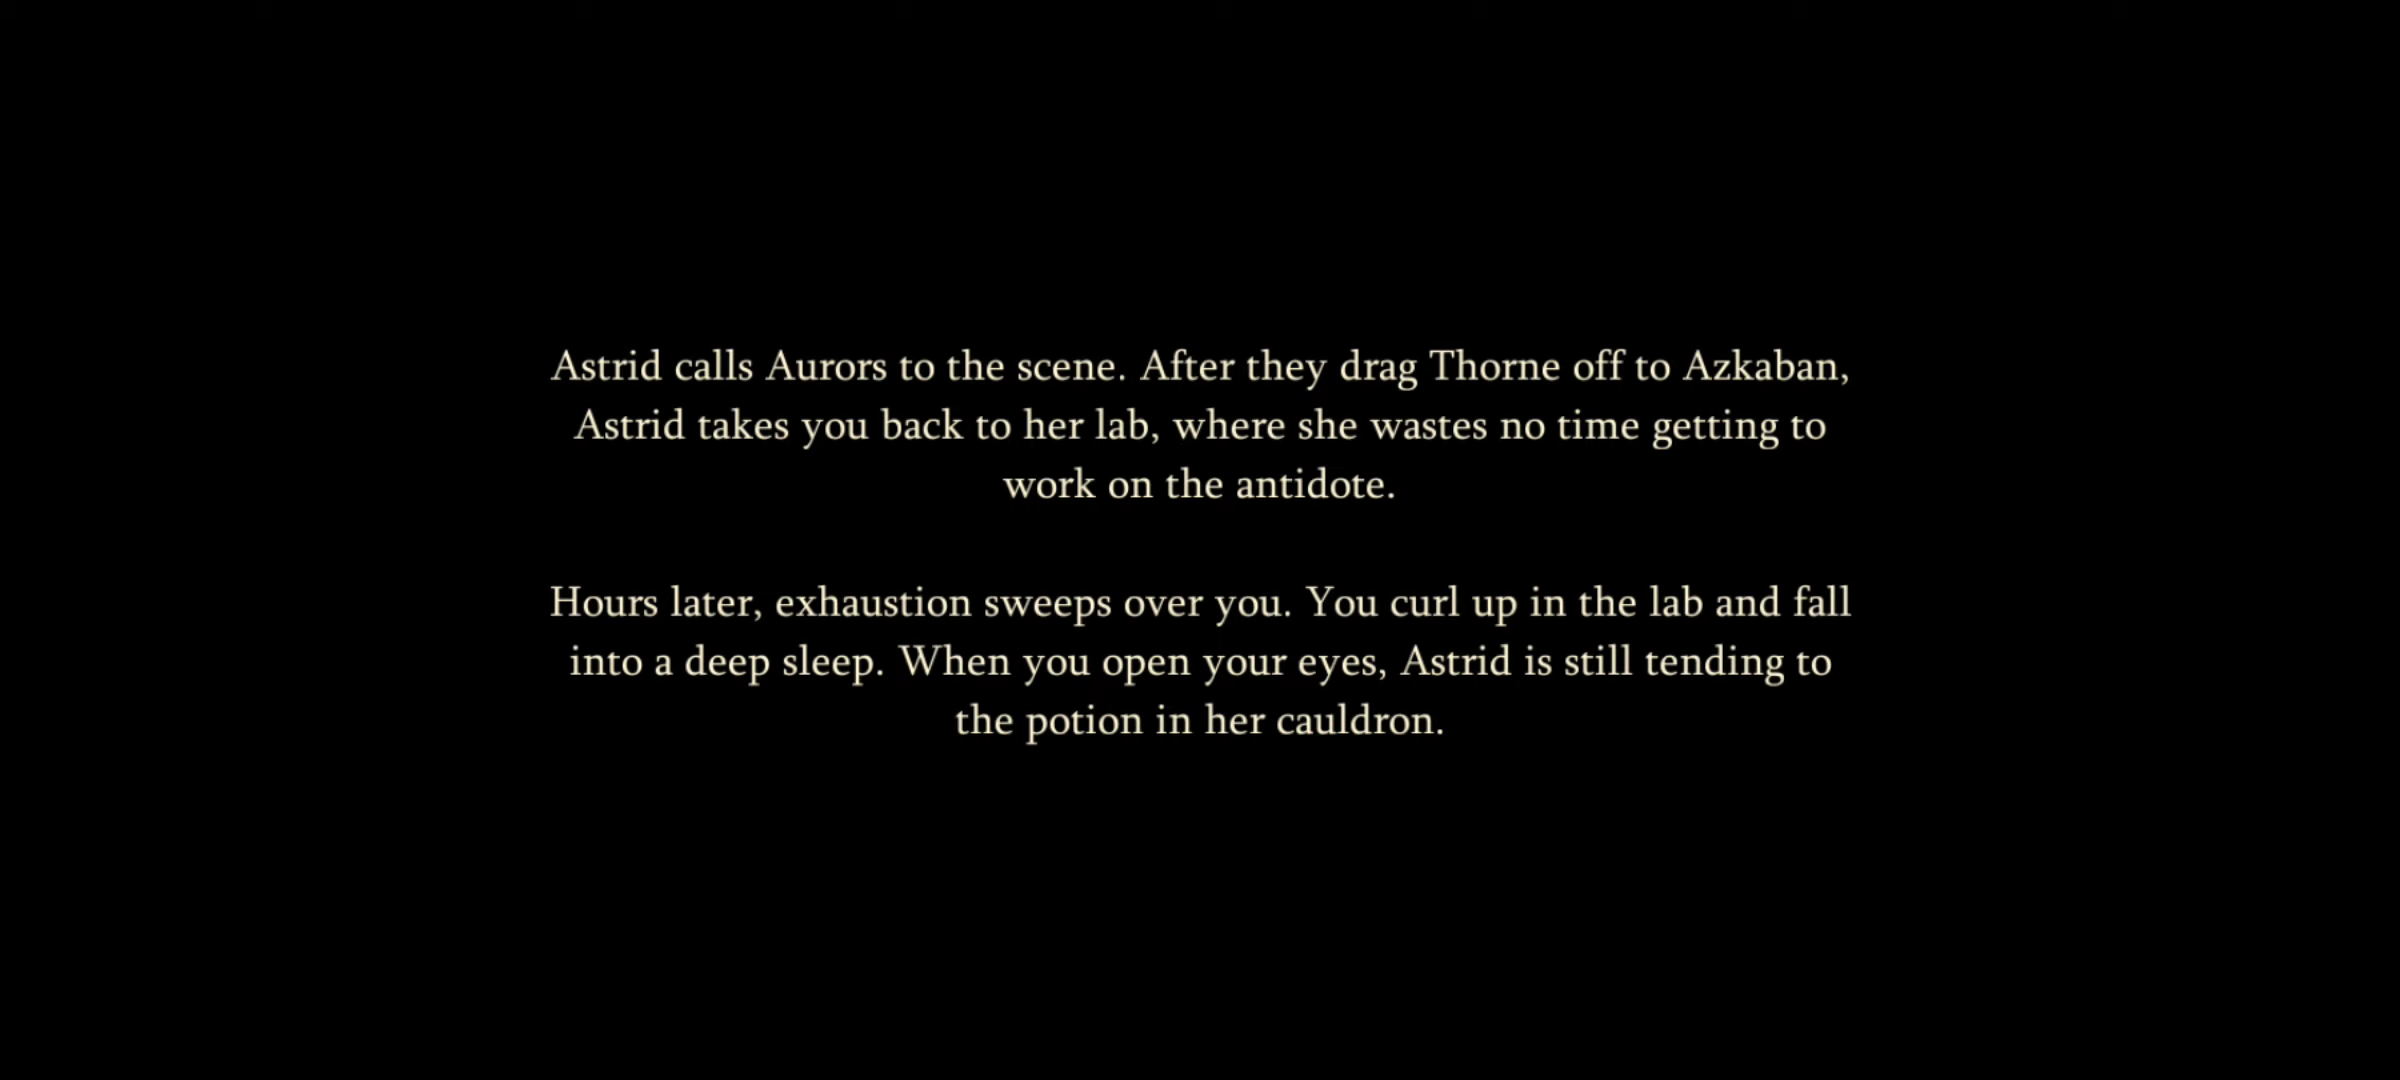 Astrid calls Aurors to the scene. After they drag Thorne off to Azkaban,
Astrid takes you back to her lab, where she wastes no time getting to
work on the antidote.
Hours later, exhaustion sweeps over you. You curl up in the lab and fall
into a deep sleep. When you open your eyes, Astrid is still tending to
the potion in her cauldron.